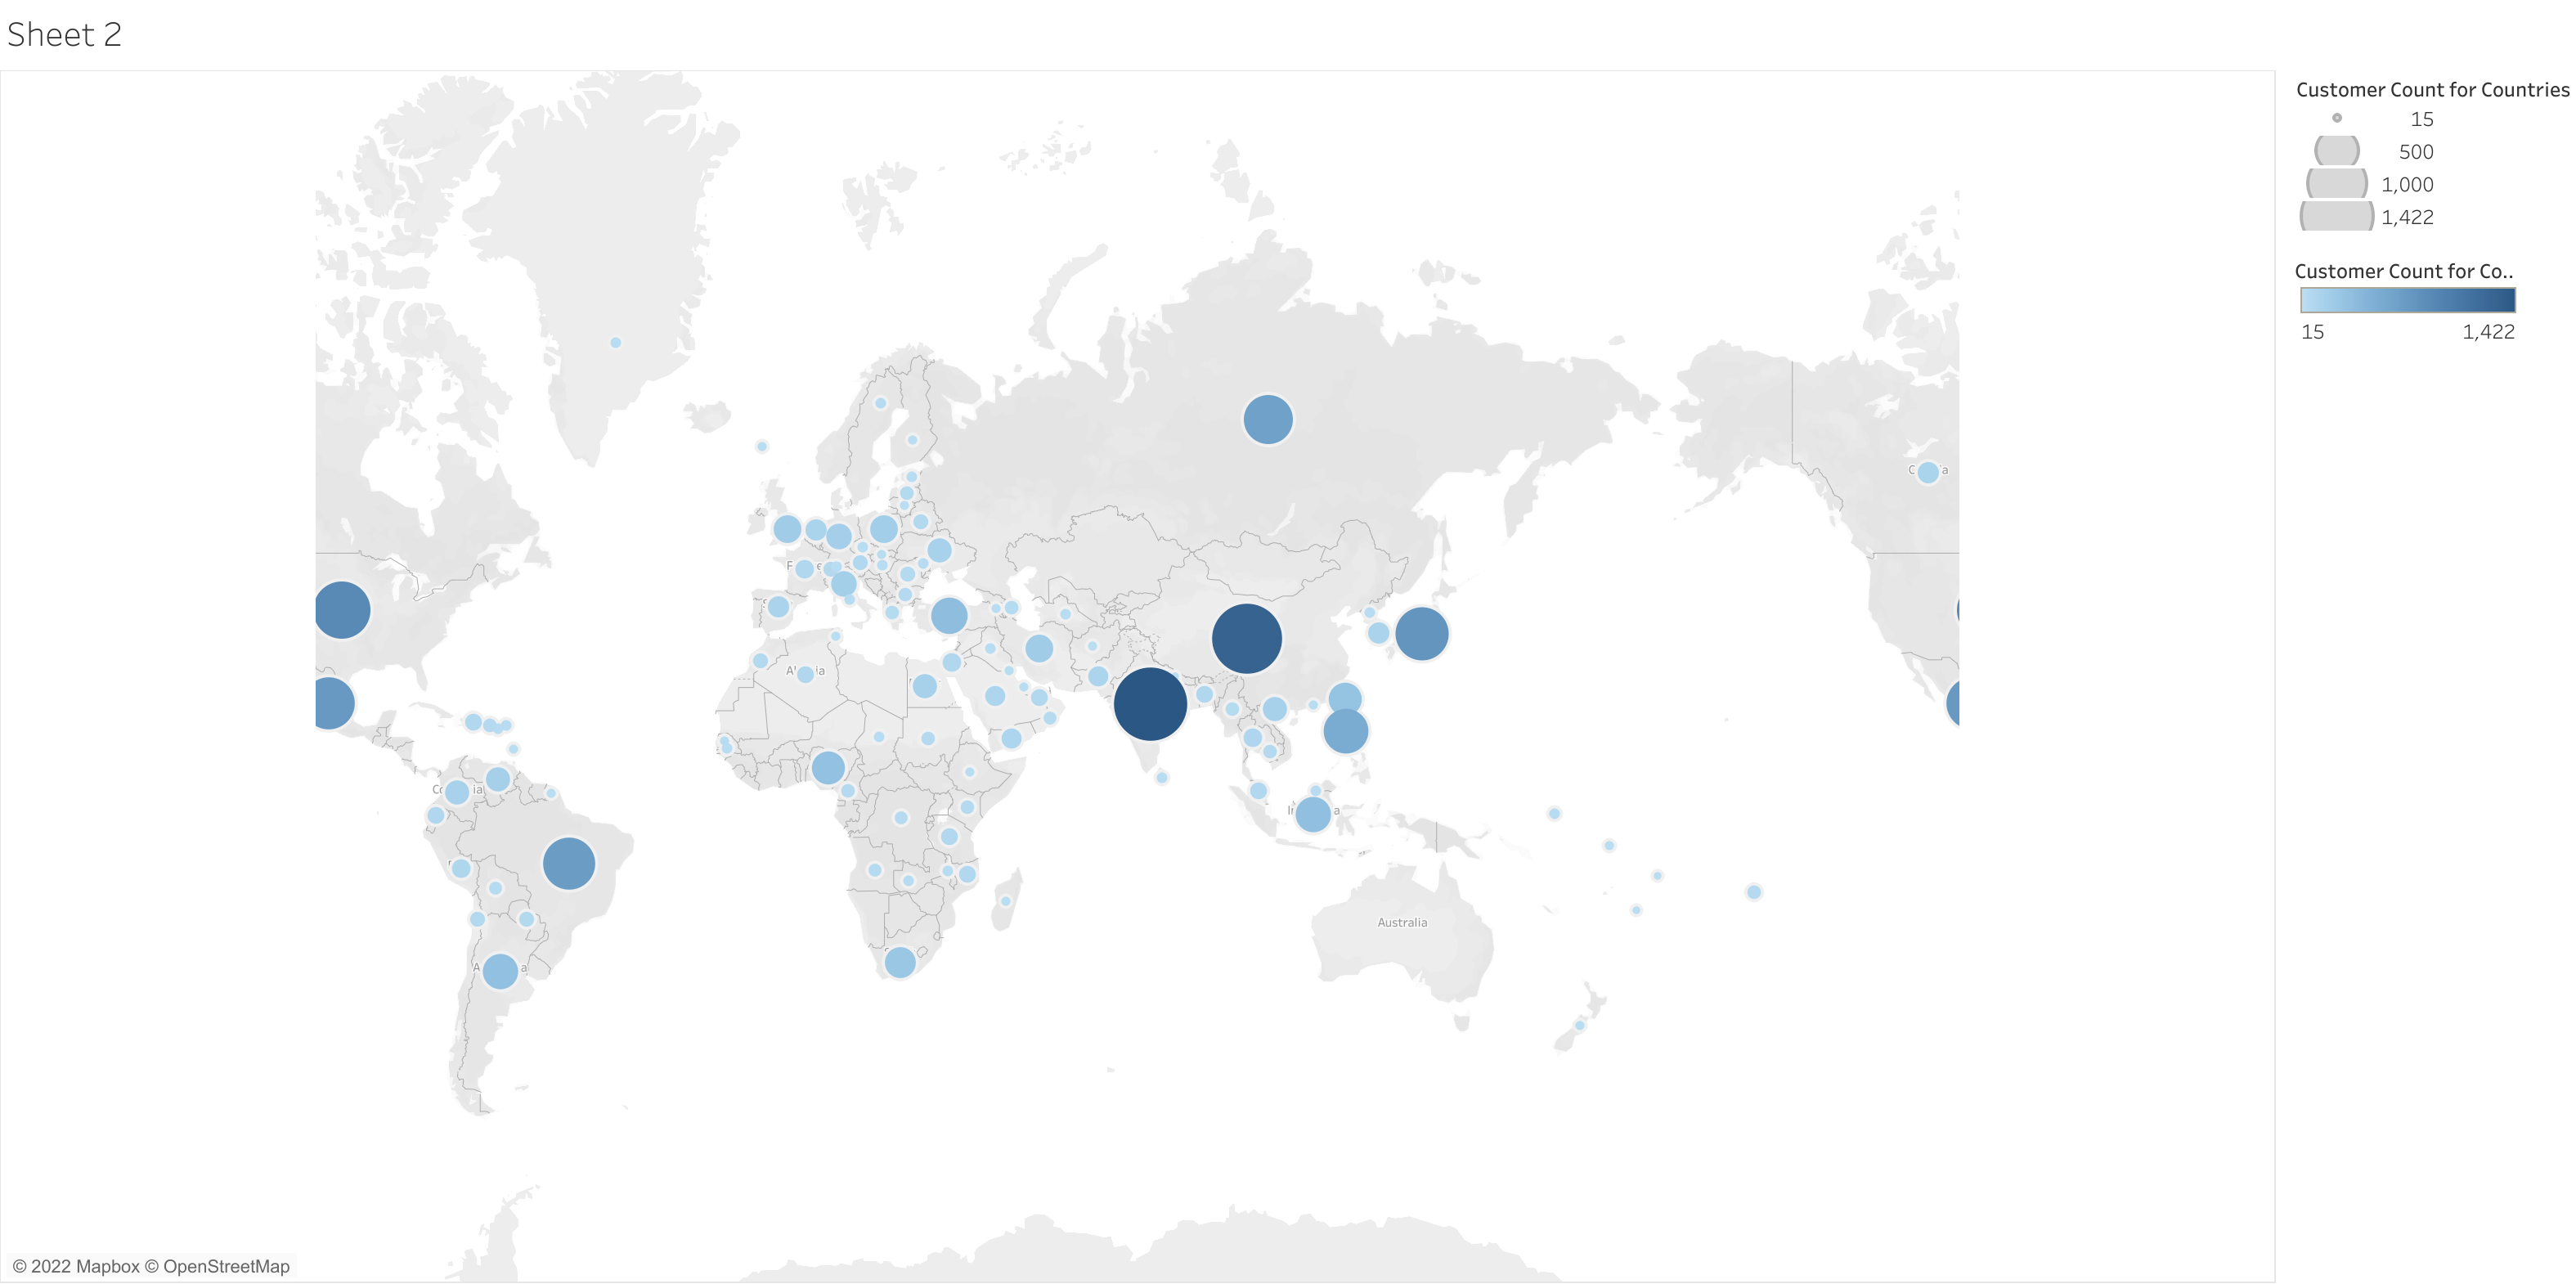 Sheet 2
Customer Count for Countries
15
500
1,000
1,422
Customer Count for Co..
15 1,422
Australia
© 2022 Mapbox © OpenStreetMap